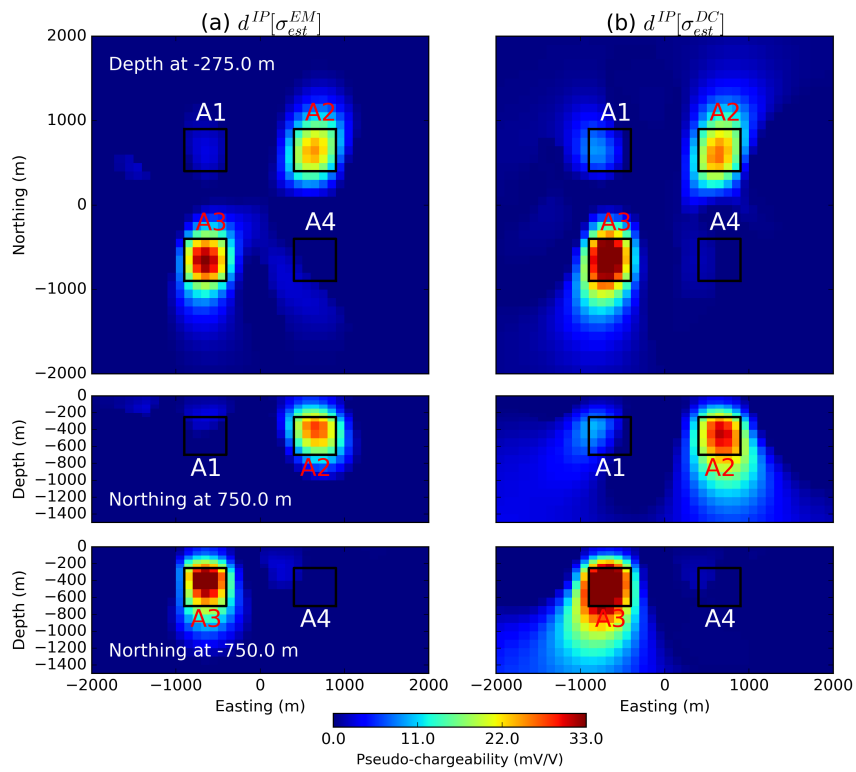 (a) $d^{IP}[\sigma_{est}^{EM}]$ (b) $d^{IP}[\sigma_{est}^{DC}]$
2000
1000
0
−1000
−2000
Northing (m)
Depth at -275.0 m
A1 A2
A3 A4
A1 A2
A3 A4
0
−200
−400
−600
−800
−1000
−1200
−1400
Depth (m)
A1 A2
Northing at 750.0 m
A1 A2
0
−200
−400
−600
−800
−1000
−1200
−1400
Depth (m)
A3 A4
Northing at -750.0 m
A3 A4
−2000 −1000 0 1000 2000
Easting (m)
−2000 −1000 0 1000 2000
Easting (m)
0.0 11.0 22.0 33.0
Pseudo-chargeability (mV/V)